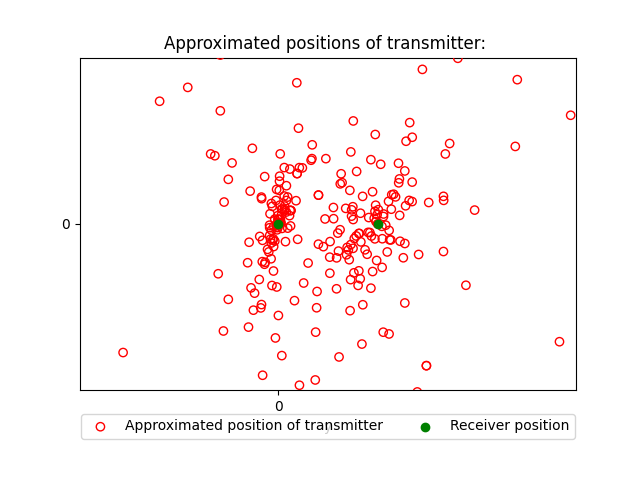 Approximated positions of transmitter:
0
0
Approximated position of transmitter
Receiver position